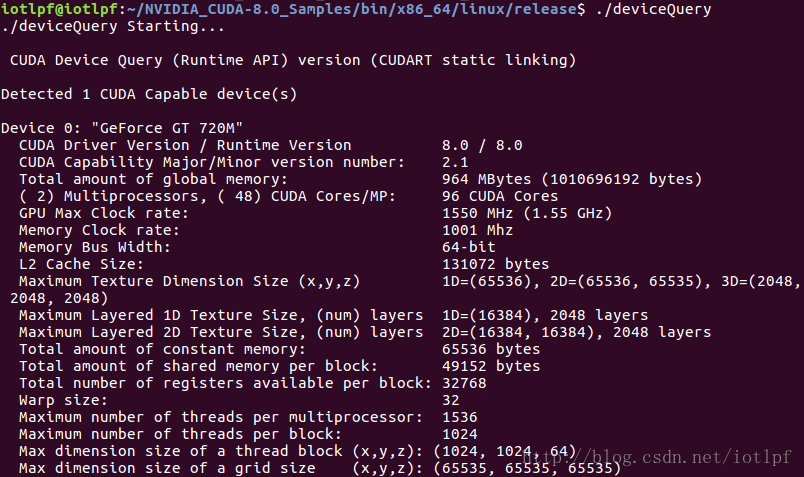 iotlpf@iotlpf:~/NVIDIA_CUDA-8.0_Samples/bin/x86_64/linux/release$ ./deviceQuery
./deviceQuery Starting...
CUDA Device Query (Runtime API) version (CUDART static linking)
Detected 1 CUDA Capable device(s)
Device 0: "GeForce GT 720M"
CUDA Driver Version / Runtime Version 8.0 / 8.0
CUDA Capability Major/Minor version number: 2.1
Total amount of global memory: 964 MBytes (1010696192 bytes)
( 2) Multiprocessors, ( 48) CUDA Cores/MP: 96 CUDA Cores
GPU Max Clock rate: 1550 MHz (1.55 GHz)
Memory Clock rate: 1001 Mhz
Memory Bus Width: 64-bit
L2 Cache Size: 131072 bytes
Maximum Texture Dimension Size (x,y,z) 1D=(65536), 2D=(65536, 65535), 3D=(2048,
2048, 2048)
Maximum Layered 1D Texture Size, (num) layers 1D=(16384), 2048 layers
Maximum Layered 2D Texture Size, (num) layers 2D=(16384, 16384), 2048 layers
Total amount of constant memory: 65536 bytes
Total amount of shared memory per block: 49152 bytes
Total number of registers available per block: 32768
Warp size: 32
Maximum number of threads per multiprocessor: 1536
Maximum number of threads per block: 1024
Max dimension size of a thread block (x,y,z): (1024, 1024, 64)
Max dimension size of a grid size (x,y,z): (65535, 65535, 65535)
http://blog.csdn.net/iotlpf